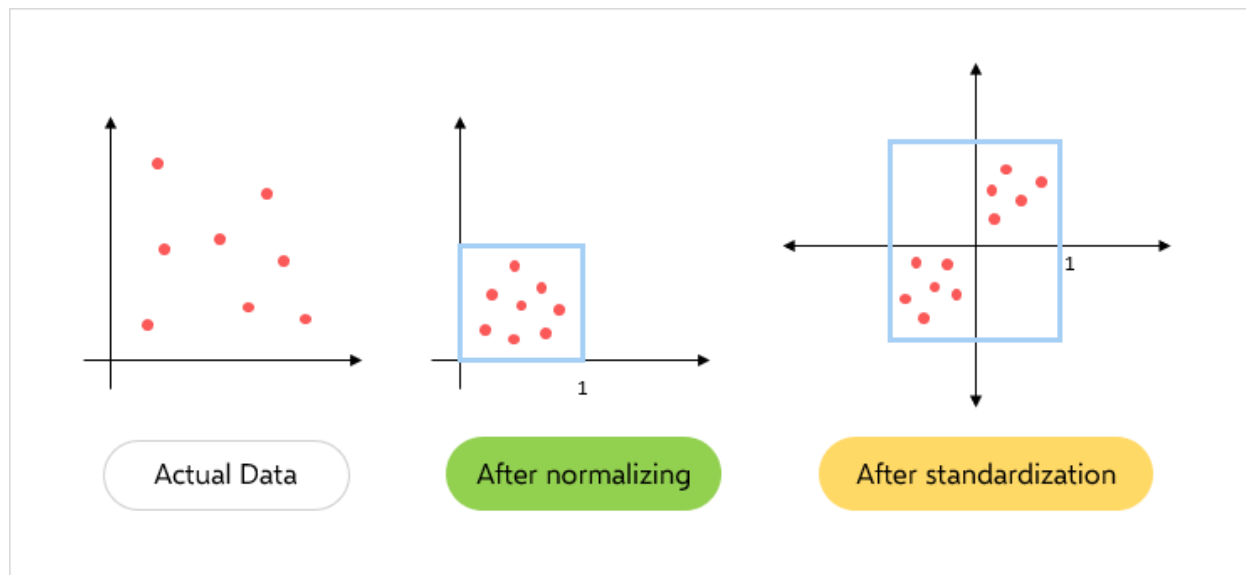 1
1
Actual Data
After normalizing
After standardization